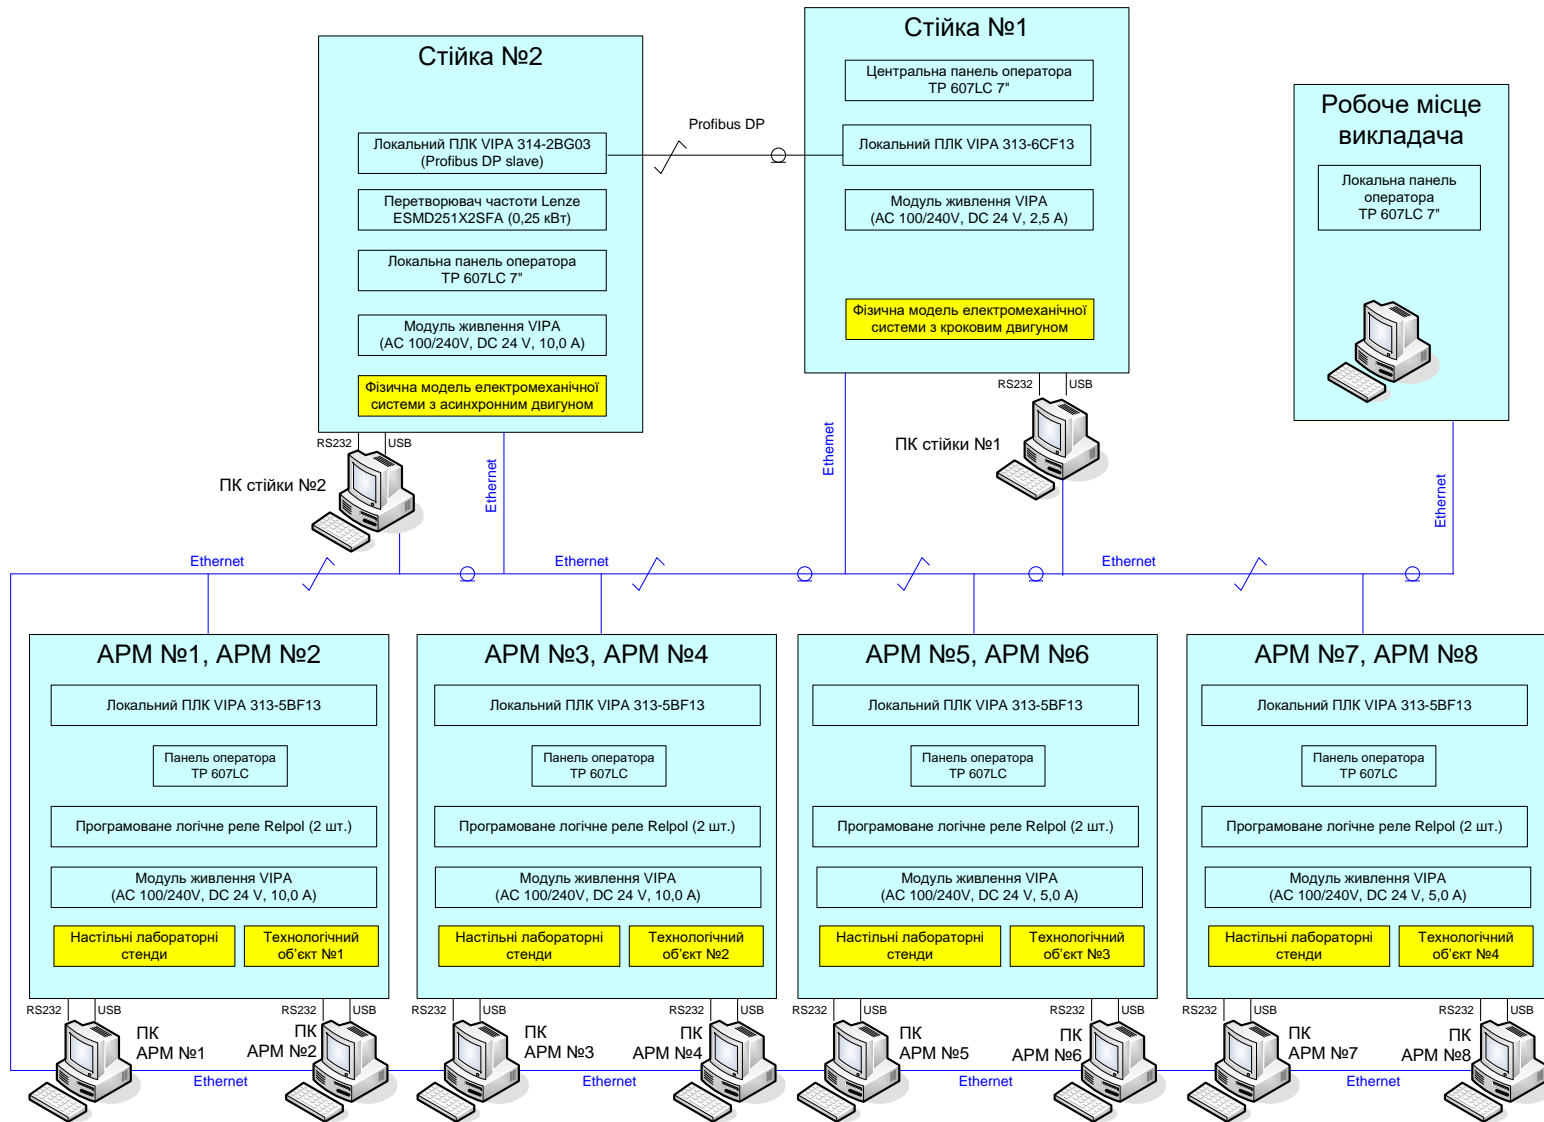 Стійка №2
Локальний ПЛК VIPA 314-2BG03
(Profibus DP slave)
Перетворювач частоти Lenze
ESMD251X2SFA (0,25 кВт)
Локальна панель оператора
TP 607LC 7"
Модуль живлення VIPA
(AC 100/240V, DC 24 V, 10,0 A)
Фізична модель електромеханічної
системи з асинхронним двигуном
RS232
USB
ПК стійки №2
Ethernet
Profibus DP
Стійка №1
Центральна панель оператора
TP 607LC 7"
Локальний ПЛК VIPA 313-6CF13
Модуль живлення VIPA
(AC 100/240V, DC 24 V, 2,5 A)
Фізична модель електромеханічної
системи з кроковим двигуном
RS232
USB
ПК стійки №1
Ethernet
Робоче місце
викладача
Локальна панель
оператора
TP 607LC 7"
Ethernet
Ethernet
Ethernet
Ethernet
Ethernet
АРМ №1, АРМ №2
Локальний ПЛК VIPA 313-5BF13
Панель оператора
TP 607LC
Програмоване логічне реле Relpol (2 шт.)
Модуль живлення VIPA
(AC 100/240V, DC 24 V, 10,0 A)
Настільні лабораторні
стенди
Технологічний
об'єкт №1
RS232
USB
ПК
АРМ №1
RS232
USB
ПК
АРМ №2
Ethernet
АРМ №3, АРМ №4
Локальний ПЛК VIPA 313-5BF13
Панель оператора
TP 607LC
Програмоване логічне реле Relpol (2 шт.)
Модуль живлення VIPA
(AC 100/240V, DC 24 V, 10,0 A)
Настільні лабораторні
стенди
Технологічний
об'єкт №2
RS232
USB
ПК
АРМ №3
RS232
USB
ПК
АРМ №4
Ethernet
АРМ №5, АРМ №6
Локальний ПЛК VIPA 313-5BF13
Панель оператора
TP 607LC
Програмоване логічне реле Relpol (2 шт.)
Модуль живлення VIPA
(AC 100/240V, DC 24 V, 5,0 A)
Настільні лабораторні
стенди
Технологічний
об'єкт №3
RS232
USB
ПК
АРМ №5
RS232
USB
ПК
АРМ №6
Ethernet
АРМ №7, АРМ №8
Локальний ПЛК VIPA 313-5BF13
Панель оператора
TP 607LC
Програмоване логічне реле Relpol (2 шт.)
Модуль живлення VIPA
(AC 100/240V, DC 24 V, 5,0 A)
Настільні лабораторні
стенди
Технологічний
об'єкт №4
RS232
USB
ПК
АРМ №7
RS232
USB
ПК
АРМ №8
Ethernet